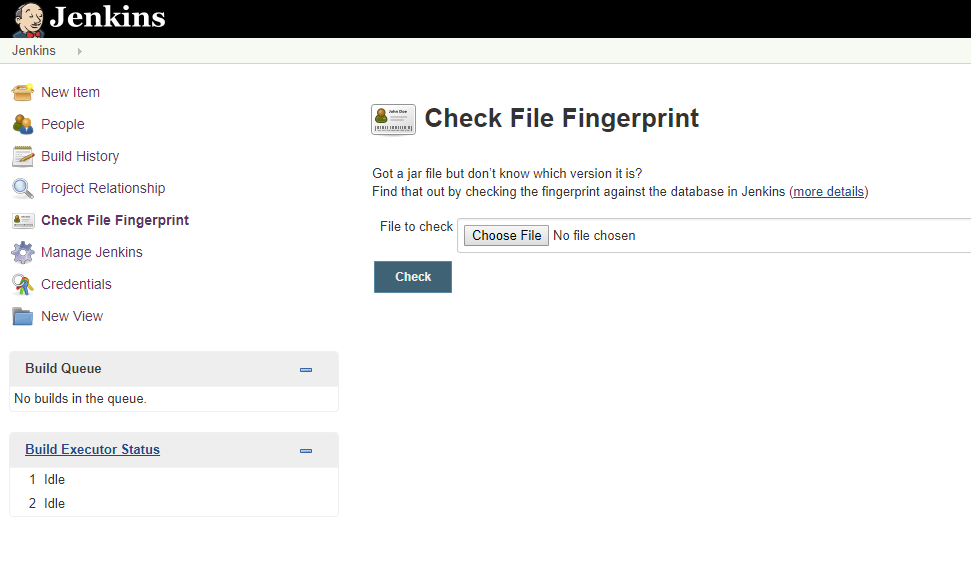 Jenkins
Jenkins
New Item
People
Build History
Project Relationship
Check File Fingerprint
Manage Jenkins
Credentials
New View
Build Queue
No builds in the queue.
Build Executor Status
1 Idle
2 Idle
John Doe
Check File Fingerprint
Got a jar file but don't know which version it is?
Find that out by checking the fingerprint against the database in Jenkins (more details)
File to check Choose File No file chosen
Check